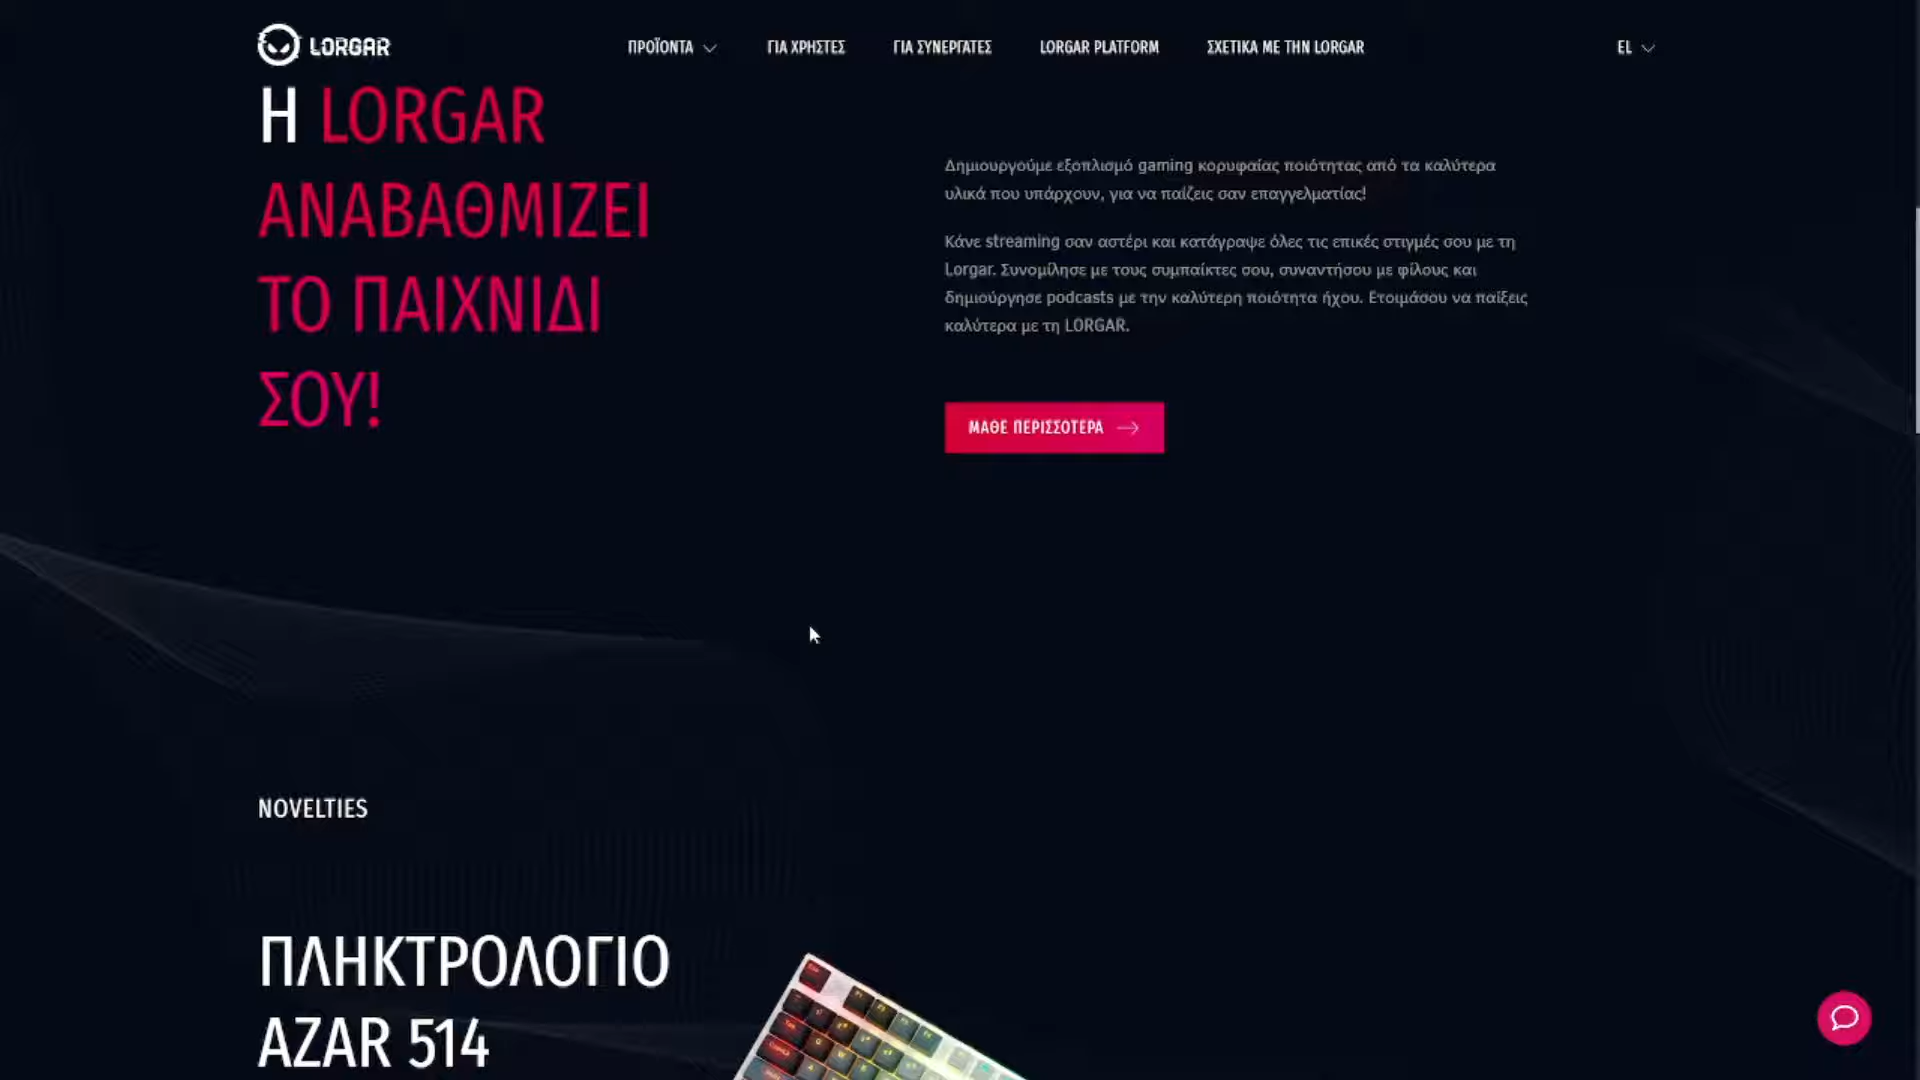 LORGAR
ΠΡΟΪΟΝΤΑ
ΓΙΑ ΧΡΗΣΤΕΣ
ΓΙΑ ΣΥΝΕΡΓΑΤΕΣ
LORGAR PLATFORM
ΣΧΕΤΙΚΑ ΜΕ ΤΗΝ LORGAR
EL
Η LORGAR
ΑΝΑΒΑΘΜΙΖΕΙ
ΤΟ ΠΑΙΧΝΙΔΙ
ΣΟΥ!
Δημιουργούμε εξοπλισμό gaming κορυφαίας ποιότητας από τα καλύτερα
υλικά που υπάρχουν, για να παίζεις σαν επαγγελματίας!
Κάνε streaming σαν αστέρι και κατάγραψε όλες τις επικές στιγμές σου με τη
Lorgar. Συνομίλησε με τους συμπαίκτες σου, συναντήσου με φίλους και
δημιούργησε podcasts με την καλύτερη ποιότητα ήχου. Ετοιμάσου να παίξεις
καλύτερα με τη LORGAR.
ΜΑΘΕ ΠΕΡΙΣΣΟΤΕΡΑ
NOVELTIES
ΠΛΗΚΤΡΟΛΟΓΙΟ
AZAR 514